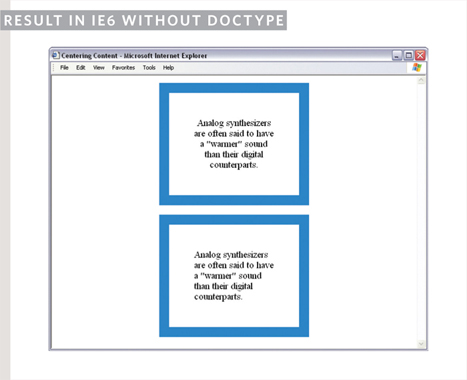 RESULT IN IE6 WITHOUT DOCTYPE
Centering Content - Microsoft Internet Explorer
File Edit View Favorites Tools Help
Analog synthesizers
are often said to have
a "warmer" sound
than their digital
counterparts.
Analog synthesizers
are often said to have
a "warmer" sound
than their digital
counterparts.